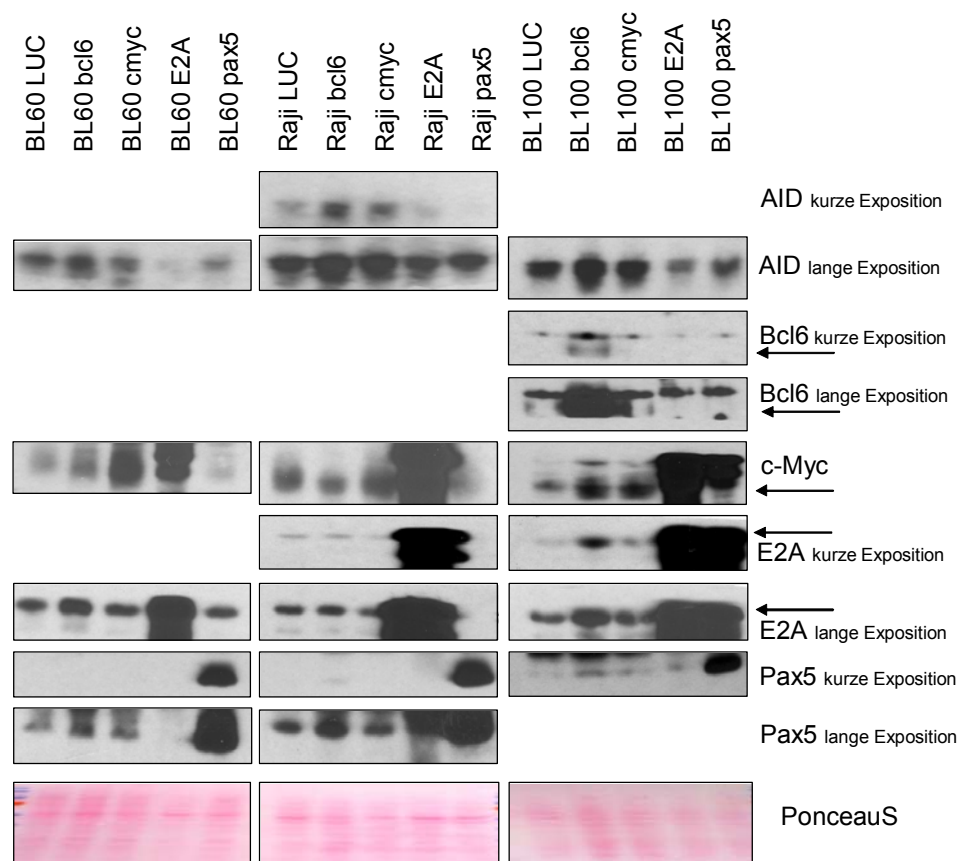 BL60 LUC
BL60 bcl6
BL60 cmyc
BL60 E2A
BL60 pax5
Raji LUC
Raji bcl6
Raji cmyc
Raji E2A
Raji pax5
BL100 LUC
BL100 bcl6
BL100 cmyc
BL100 E2A
BL100 pax5
AID kurze Exposition
AID lange Exposition
Bcl6 kurze Exposition
Bcl6 lange Exposition
c-Myc
E2A kurze Exposition
E2A lange Exposition
Pax5 kurze Exposition
Pax5 lange Exposition
PonceauS